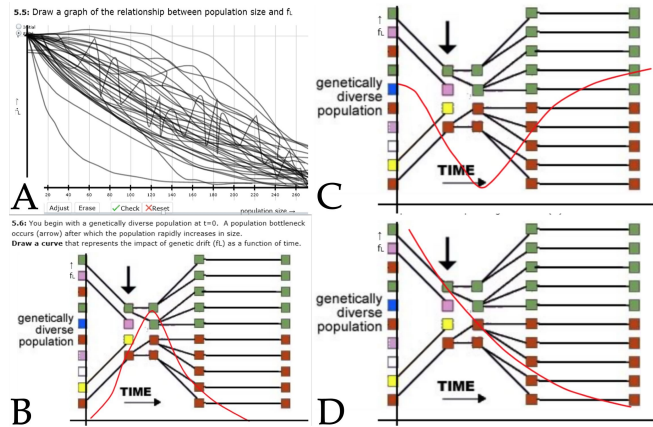 5.5: Draw a graph of the relationship between population size and fL
↑
fL
20 40 60 80 100 120 140 160 180 200 220 240 260
A
Adjust Erase ✓Check ✗Reset
population size →
5.6: You begin with a genetically diverse population at t=0. A population bottleneck
occurs (arrow) after which the population rapidly increases in size.
Draw a curve that represents the impact of genetic drift (fL) as a function of time.
↑
fL
genetically
diverse
population
TIME
B
↑
fL
genetically
diverse
population
TIME
C
↑
fL
genetically
diverse
population
TIME
D